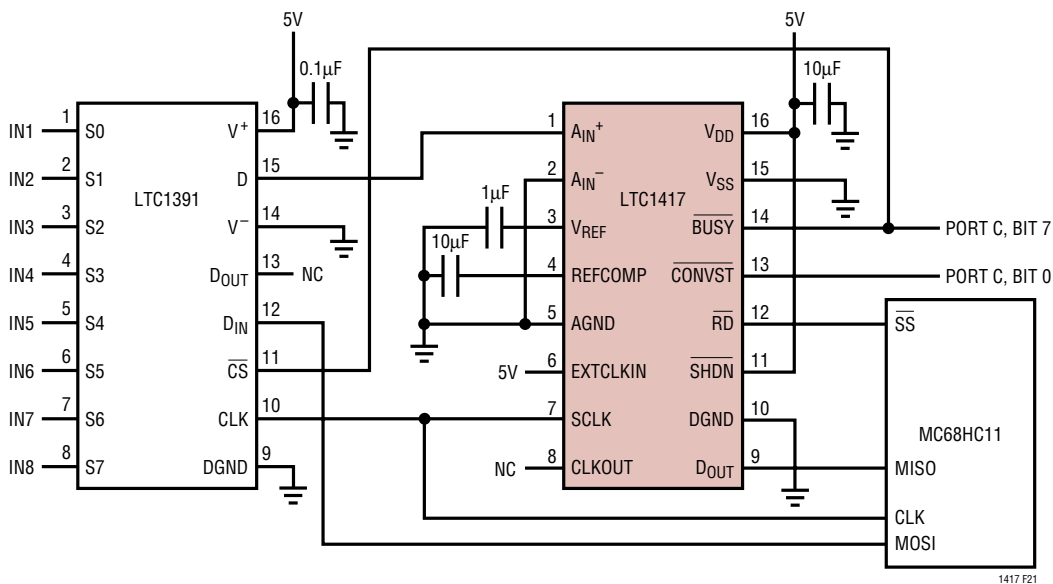 5V
0.1µF
1 S0
2 S1
3 S2
4 S3
5 S4
6 S5
7 S6
8 S7
IN1
IN2
IN3
IN4
IN5
IN6
IN7
IN8
LTC1391
V+ 16
D 15
V− 14
DOUT 13
NC
DIN 12
CS 11
CLK 10
DGND 9
1µF
10µF
5V
NC
5V
10µF
1 AIN+
2 AIN−
3 VREF
4 REFCOMP
5 AGND
6 EXTCLKIN
7 SCLK
8 CLKOUT
LTC1417
VDD 16
VSS 15
BUSY 14
CONVST 13
RD 12
SHDN 11
DGND 10
DOUT 9
PORT C, BIT 7
PORT C, BIT 0
SS
MC68HC11
MISO
CLK
MOSI
1417 F21